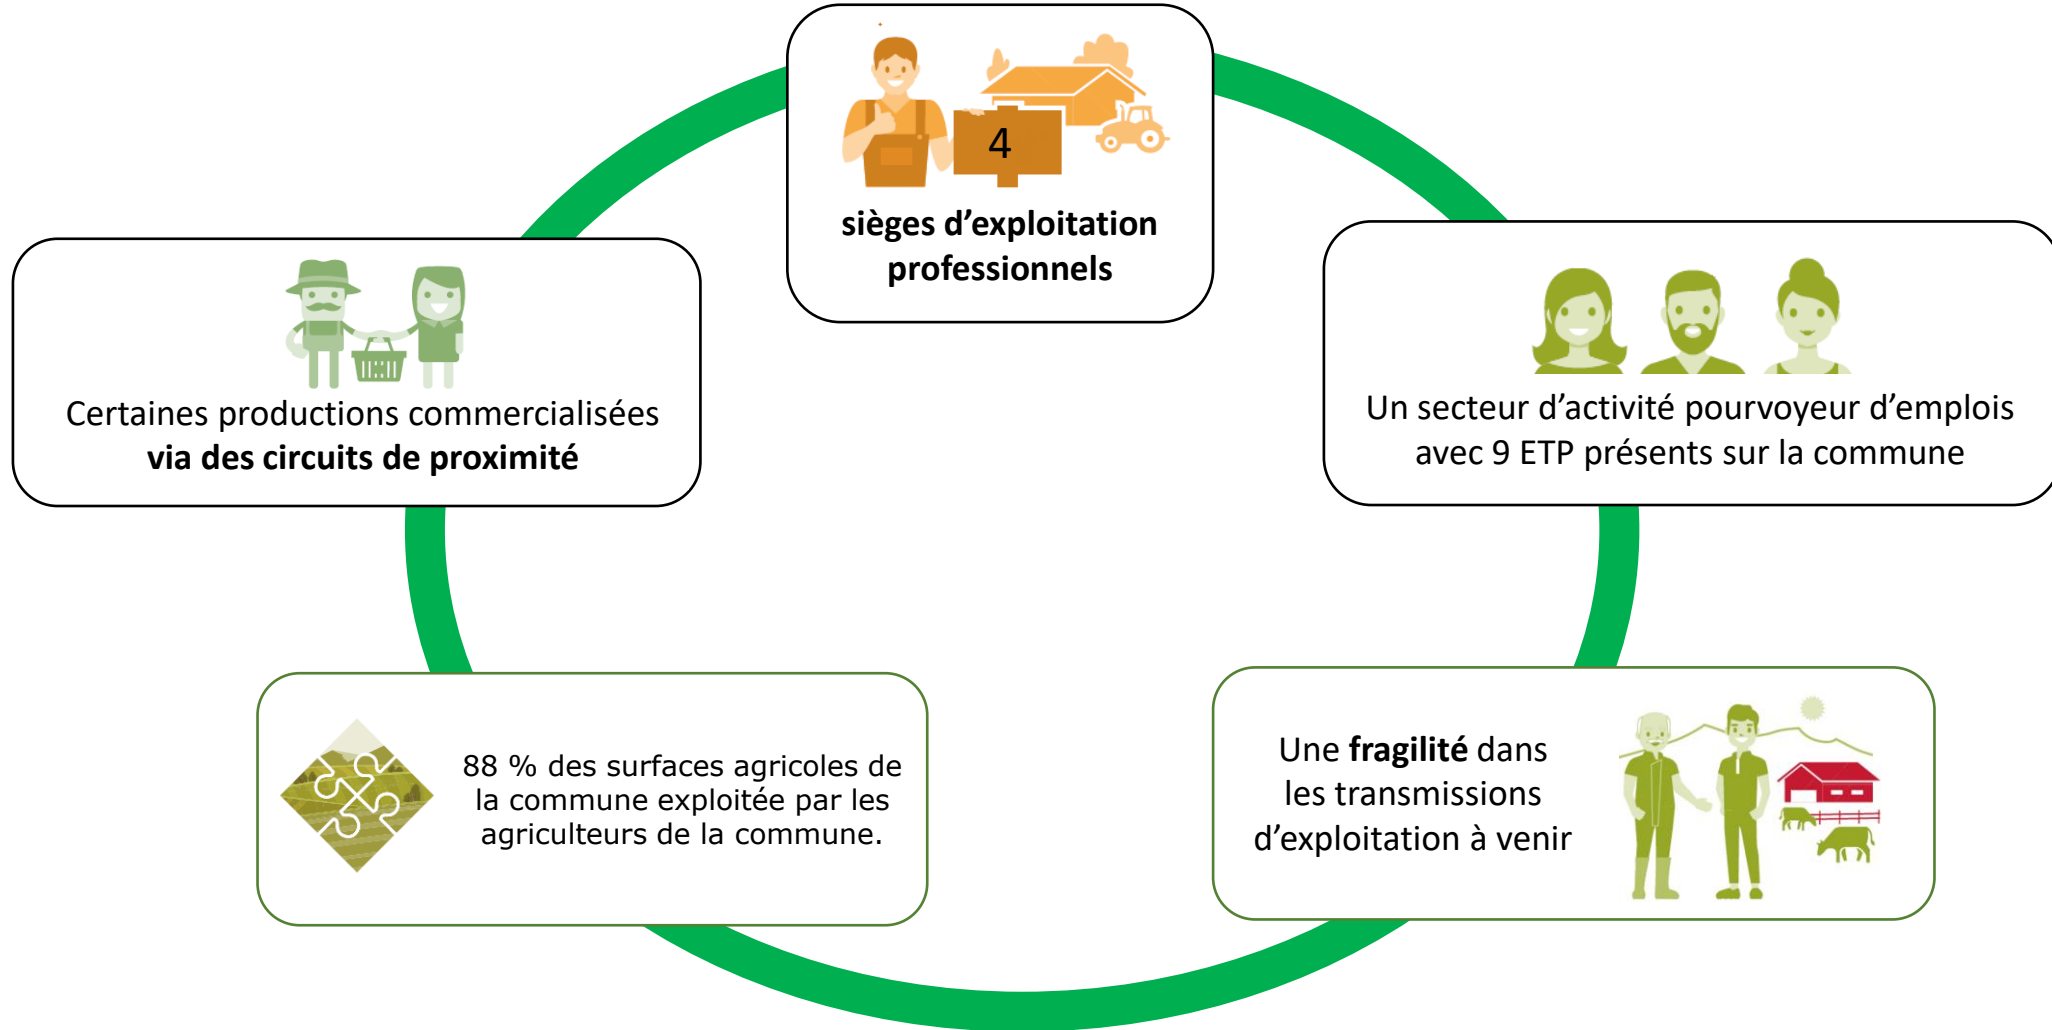 4
sièges d’exploitation
professionnels
Certaines productions commercialisées
via des circuits de proximité
Un secteur d’activité pourvoyeur d’emplois
avec 9 ETP présents sur la commune
88 % des surfaces agricoles de
la commune exploitée par les
agriculteurs de la commune.
Une fragilité dans
les transmissions
d’exploitation à venir